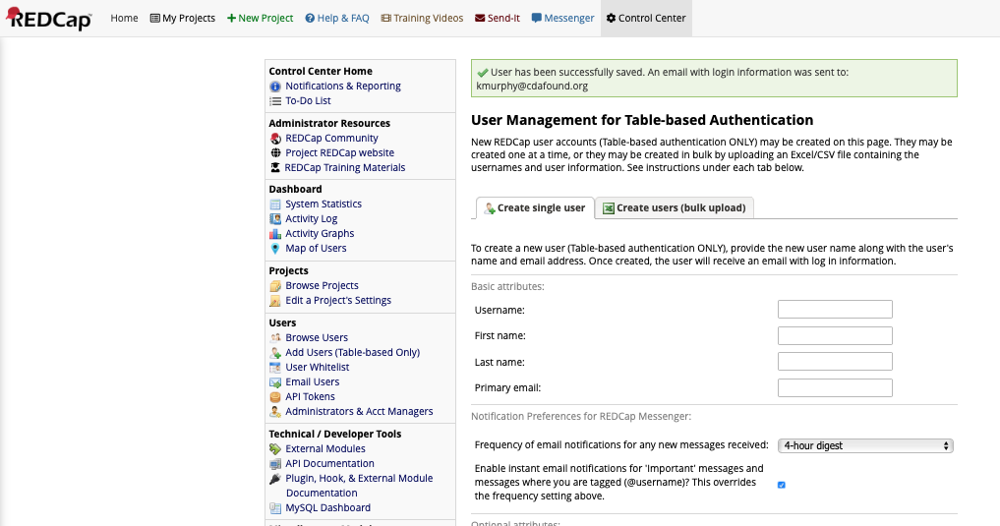 REDCap
Home My Projects New Project Help & FAQ Training Videos Send-It Messenger Control Center
Control Center Home
Notifications & Reporting
To-Do List
Administrator Resources
REDCap Community
Project REDCap website
REDCap Training Materials
Dashboard
System Statistics
Activity Log
Activity Graphs
Map of Users
Projects
Browse Projects
Edit a Project's Settings
Users
Browse Users
Add Users (Table-based Only)
User Whitelist
Email Users
API Tokens
Administrators & Acct Managers
Technical / Developer Tools
External Modules
API Documentation
Plugin, Hook, & External Module
Documentation
MySQL Dashboard
User has been successfully saved. An email with login information was sent to:
kmurphy@cdafound.org
User Management for Table-based Authentication
New REDCap user accounts (Table-based authentication ONLY) may be created on this page. They may be
created one at a time, or they may be created in bulk by uploading an Excel/CSV file containing the
usernames and user information. See instructions under each tab below.
Create single user Create users (bulk upload)
To create a new user (Table-based authentication ONLY), provide the new user name along with the user's
name and email address. Once created, the user will receive an email with log in information.
Basic attributes:
Username:
First name:
Last name:
Primary email:
Notification Preferences for REDCap Messenger:
Frequency of email notifications for any new messages received: 4-hour digest
Enable instant email notifications for 'Important' messages and
messages where you are tagged (@username)? This overrides
the frequency setting above.
Optional attributes: